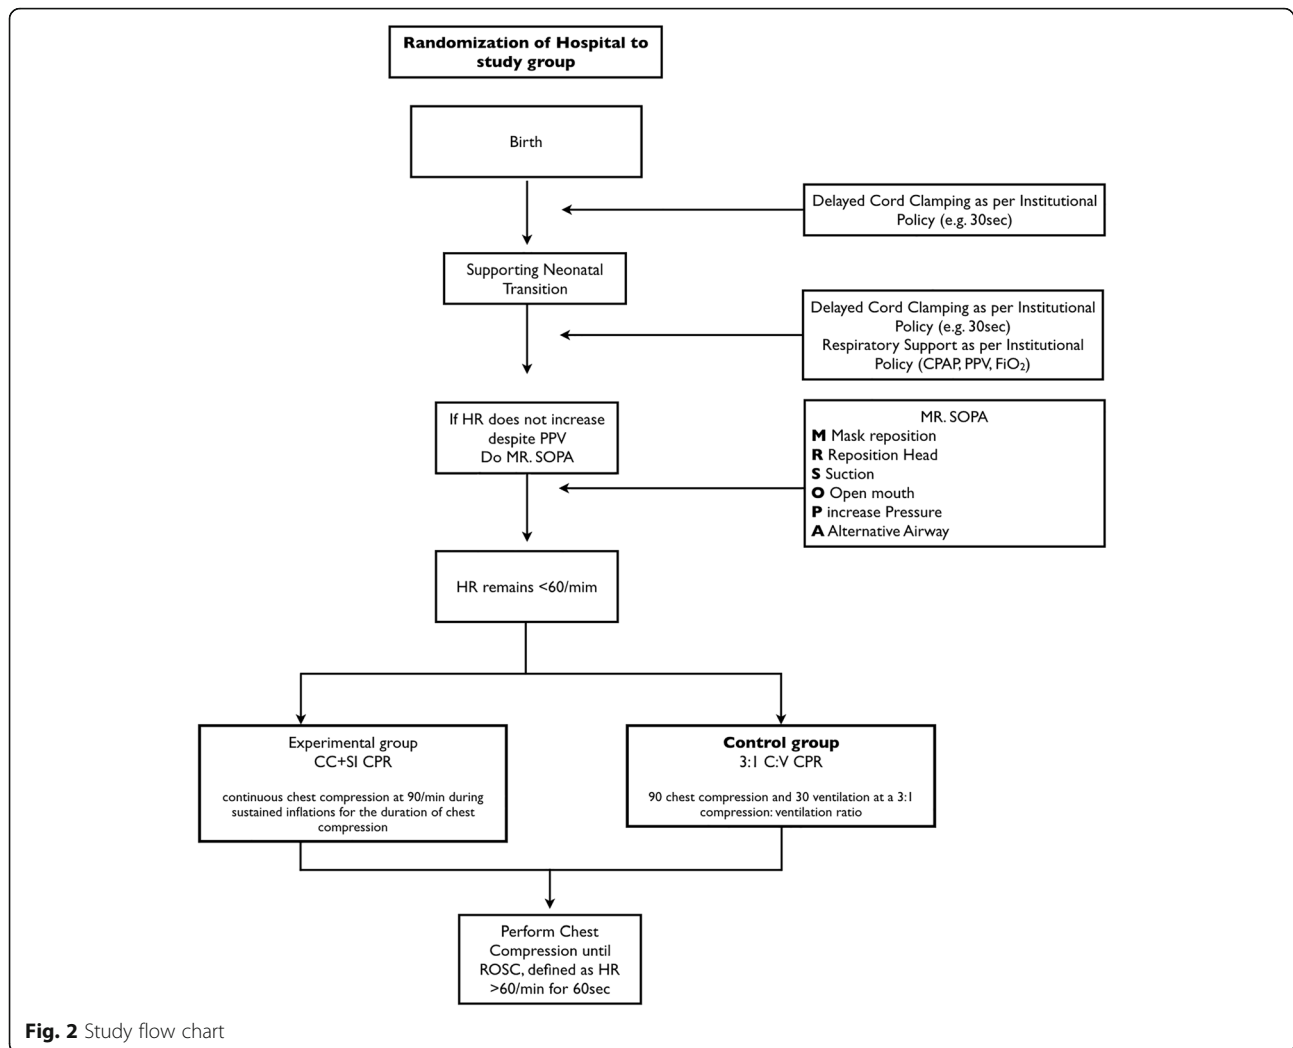 Randomization of Hospital to
study group
Birth
Delayed Cord Clamping as per Institutional
Policy (e.g. 30sec)
Supporting Neonatal
Transition
Delayed Cord Clamping as per Institutional
Policy (e.g. 30sec)
Respiratory Support as per Institutional
Policy (CPAP, PPV, FiO₂)
If HR does not increase
despite PPV
Do MR. SOPA
MR. SOPA
M Mask reposition
R Reposition Head
S Suction
O Open mouth
P increase Pressure
A Alternative Airway
HR remains <60/mim
Experimental group
CC+SI CPR
continuous chest compression at 90/min during
sustained inflations for the duration of chest
compression
Control group
3:1 C:V CPR
90 chest compression and 30 ventilation at a 3:1
compression: ventilation ratio
Perform Chest
Compression until
ROSC, defined as HR
>60/min for 60sec
Fig. 2 Study flow chart